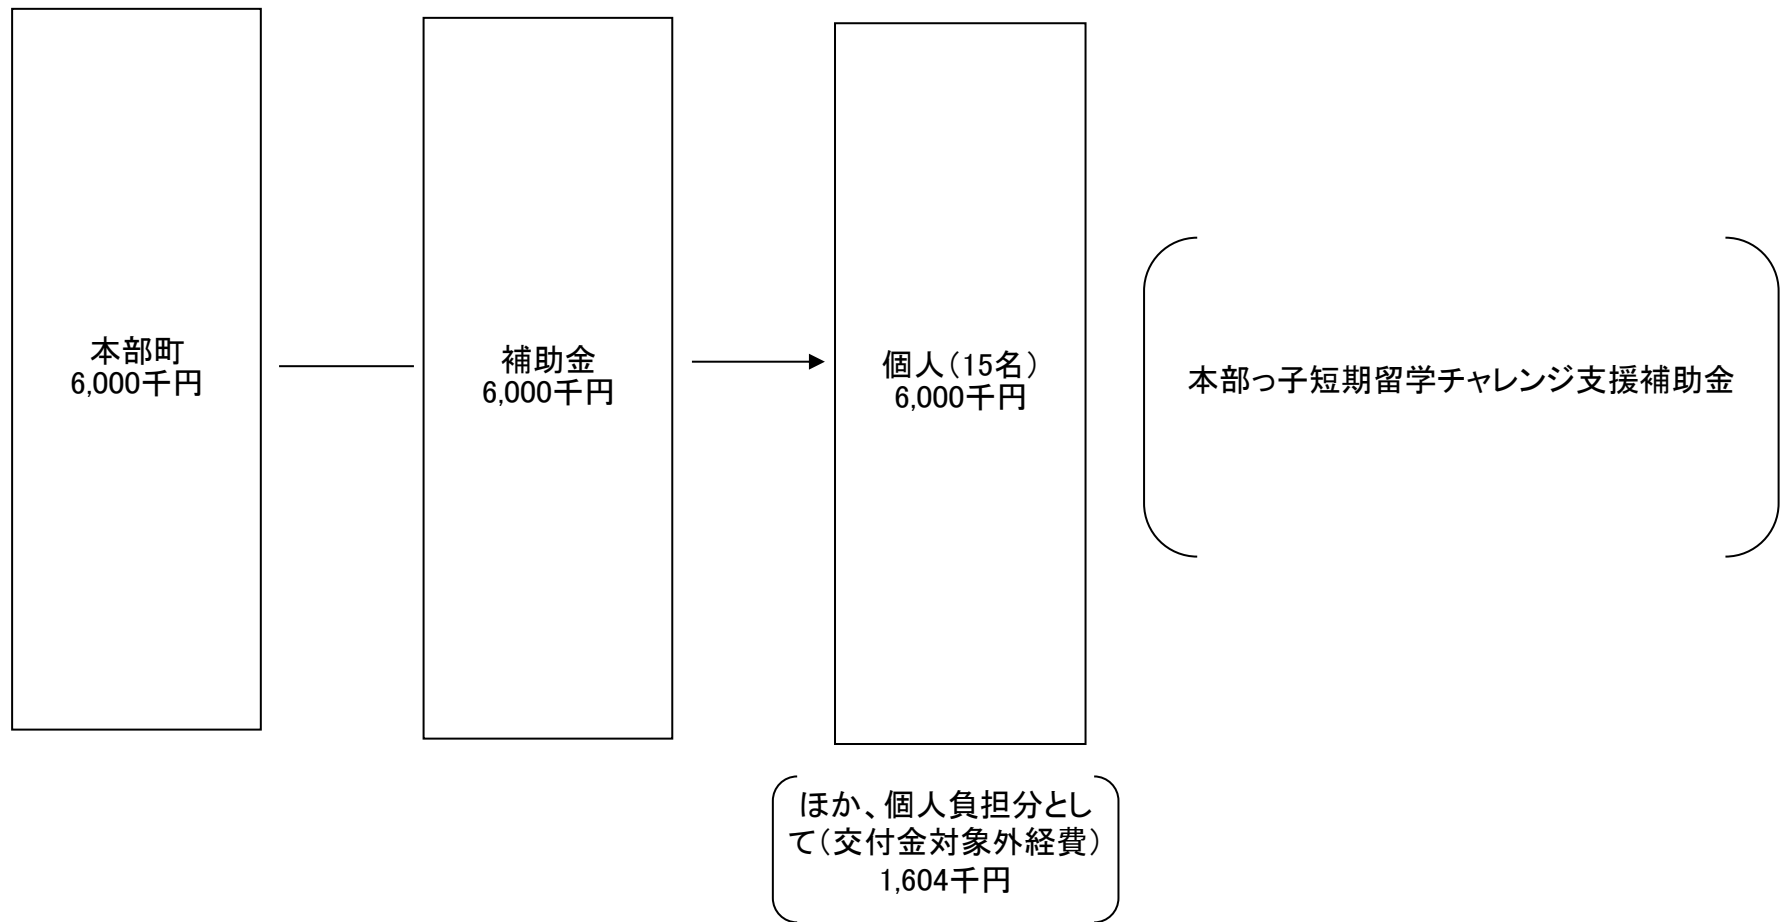 本部町
6,000千円
補助金
6,000千円
個人（15名）
6,000千円
本部っ子短期留学チャレンジ支援補助金
ほか、個人負担分とし
て（交付金対象外経費）
1,604千円